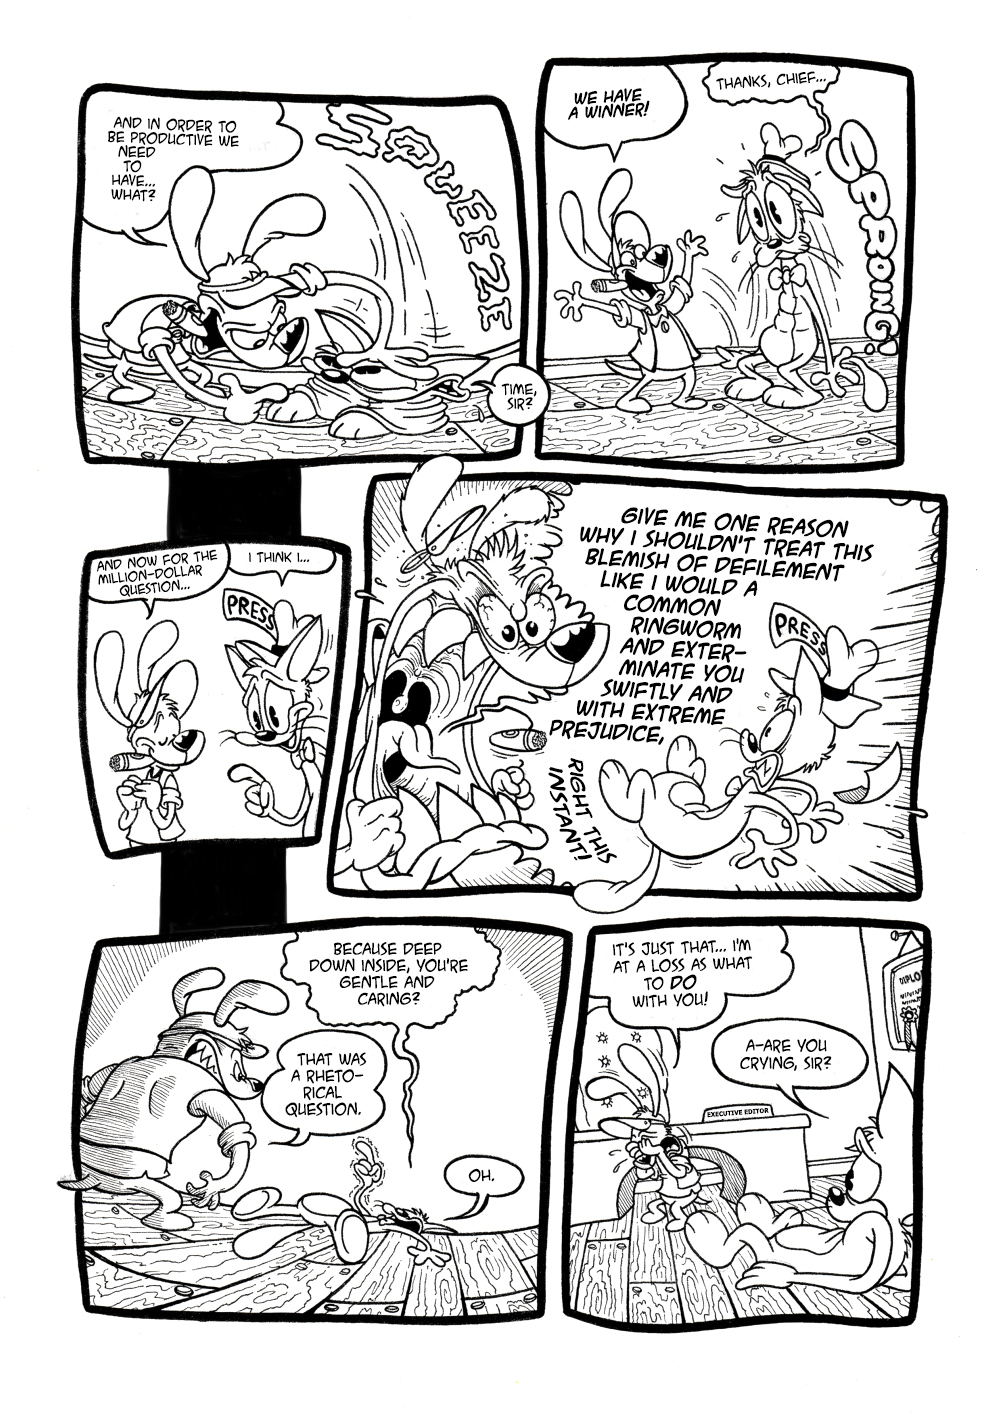 AND IN ORDER TO
BE PRODUCTIVE WE
NEED
TO
HAVE...
WHAT?
SQUEEZE
TIME,
SIR?
WE HAVE
A WINNER!
THANKS, CHIEF...
SPROING!
AND NOW FOR THE
MILLION-DOLLAR
QUESTION...
I THINK I...
PRESS
GIVE ME ONE REASON
WHY I SHOULDN'T TREAT THIS
BLEMISH OF DEFILEMENT
LIKE I WOULD A
COMMON
RINGWORM
AND EXTER-
MINATE YOU
SWIFTLY AND
WITH EXTREME
PREJUDICE,
RIGHT THIS
INSTANT!
PRESS
BECAUSE DEEP
DOWN INSIDE, YOU'RE
GENTLE AND
CARING?
THAT WAS
A RHETO-
RICAL
QUESTION.
OH.
IT'S JUST THAT... I'M
AT A LOSS AS WHAT
TO DO
WITH YOU!
A-ARE YOU
CRYING, SIR?
EXECUTIVE EDITOR
DIPLO